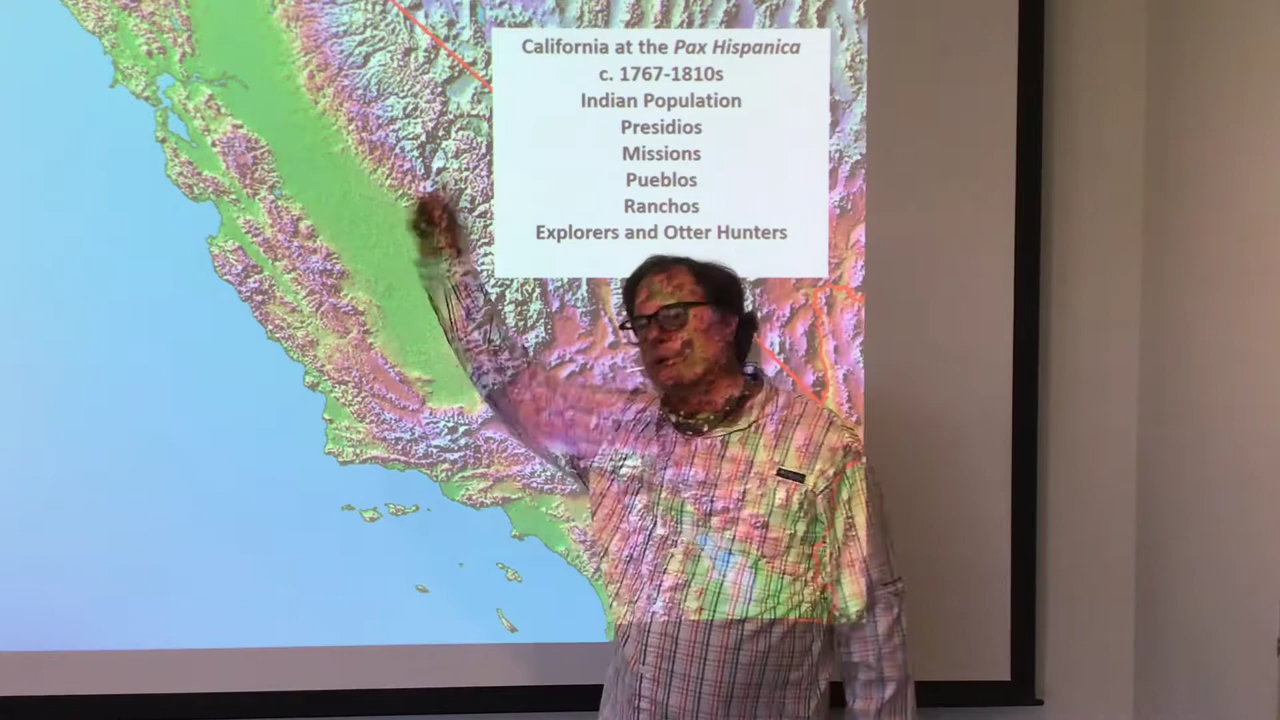 California at the Pax Hispanica
c. 1767-1810s
Indian Population
Presidios
Missions
Pueblos
Ranchos
Explorers and Otter Hunters